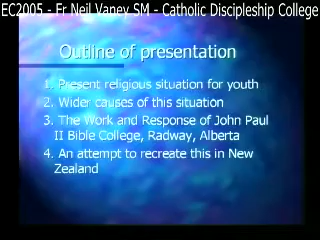 EC2005 - Fr Neil Vaney SM - Catholic Discipleship College
Outline of presentation
1. Present religious situation for youth
2. Wider causes of this situation
3. The Work and Response of John Paul
II Bible College, Radway, Alberta
4. An attempt to recreate this in New
Zealand